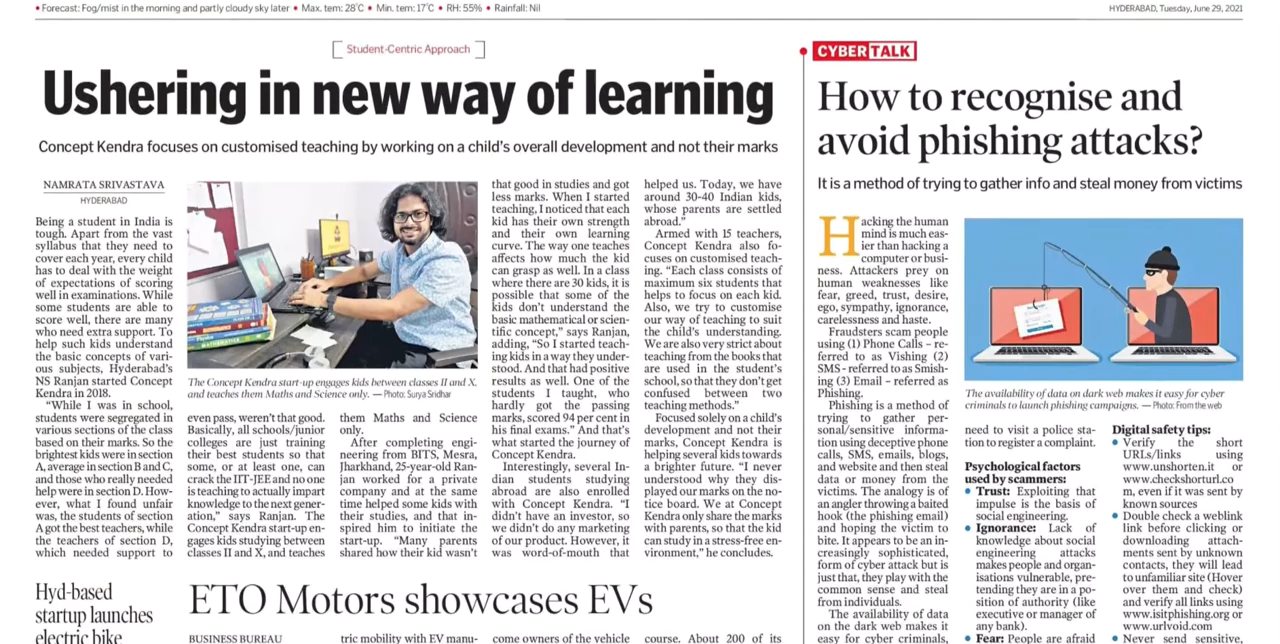 • Forecast: Fog/mist in the morning and partly cloudy sky later • Max. tem: 28°C • Min. tem: 17°C • RH: 55% • Rainfall: Nil
HYDERABAD, Tuesday, June 29, 2021
Student-Centric Approach
Ushering in new way of learning
Concept Kendra focuses on customised teaching by working on a child's overall development and not their marks
NAMRATA SRIVASTAVA
HYDERABAD
Being a student in India is
tough. Apart from the vast
syllabus that they need to
cover each year, every child
has to deal with the weight
of expectations of scoring
well in examinations. While
some students are able to
score well, there are many
who need extra support. To
help such kids understand
the basic concepts of vari-
ous subjects, Hyderabad's
NS Ranjan started Concept
Kendra in 2018.
"While I was in school,
students were segregated in
various sections of the class
based on their marks. So the
brightest kids were in section
A, average in section B and C,
and those who really needed
help were in section D. How-
ever, what I found unfair
was, the students of section
A got the best teachers, while
the teachers of section D,
which needed support to
MATHEMATICS
The Concept Kendra start-up engages kids between classes II and X.
and teaches them Maths and Science only. — Photo: Surya Sridhar
even pass, weren't that good.
Basically, all schools/junior
colleges are just training
their best students so that
some, or at least one, can
crack the IIT-JEE and no one
is teaching to actually impart
knowledge to the next gener-
ation," says Ranjan. The
Concept Kendra start-up en-
gages kids studying between
classes II and X, and teaches
them Maths and Science
only.
After completing engi-
neering from BITS, Mesra,
Jharkhand, 25-year-old Ran-
jan worked for a private
company and at the same
time helped some kids with
their studies, and that in-
spired him to initiate the
start-up. "Many parents
shared how their kid wasn't
that good in studies and got
less marks. When I started
teaching, I noticed that each
kid has their own strength
and their own learning
curve. The way one teaches
affects how much the kid
can grasp as well. In a class
where there are 30 kids, it is
possible that some of the
kids don't understand the
basic mathematical or scien-
tific concept," says Ranjan,
adding, "So I started teach-
ing kids in a way they under-
stood. And that had positive
results as well. One of the
students I taught, who
hardly got the passing
marks, scored 94 per cent in
his final exams." And that's
what started the journey of
Concept Kendra.
Interestingly, several In-
dian students studying
abroad are also enrolled
with Concept Kendra. "I
didn't have an investor, so
we didn't do any marketing
of our product. However, it
was word-of-mouth that
helped us. Today, we have
around 30-40 Indian kids,
whose parents are settled
abroad."
Armed with 15 teachers,
Concept Kendra also fo-
cuses on customised teach-
ing. "Each class consists of
maximum six students that
helps to focus on each kid.
Also, we try to customise
our way of teaching to suit
the child's understanding.
We are also very strict about
teaching from the books that
are used in the student's
school, so that they don't get
confused between two
teaching methods."
Focused solely on a child's
development and not their
marks, Concept Kendra is
helping several kids towards
a brighter future. "I never
understood why they dis-
played our marks on the no-
tice board. We at Concept
Kendra only share the marks
with parents, so that the kid
can study in a stress-free en-
vironment," he concludes.
CYBER TALK
How to recognise and
avoid phishing attacks?
It is a method of trying to gather info and steal money from victims
Hacking the human
mind is much eas-
ier than hacking a
computer or busi-
ness. Attackers prey on
human weaknesses like
fear, greed, trust, desire,
ego, sympathy, ignorance,
carelessness and haste.
Fraudsters scam people
using (1) Phone Calls – re-
ferred to as Vishing (2)
SMS - referred to as Smish-
ing (3) Email – referred as
Phishing.
Phishing is a method of
trying to gather per-
sonal/sensitive informa-
tion using deceptive phone
calls, SMS, emails, blogs,
and website and then steal
data or money from the
victims. The analogy is of
an angler throwing a baited
hook (the phishing email)
and hoping the victim to
bite. It appears to be an in-
creasingly sophisticated,
form of cyber attack but is
just that, they play with the
common sense and steal
from individuals.
The availability of data
on the dark web makes it
easy for cyber criminals,
The availability of data on dark web makes it easy for cyber
criminals to launch phishing campaigns. — Photo: From the web
need to visit a police sta-
tion to register a complaint.
Psychological factors
used by scammers:
• Trust: Exploiting that
impulse is the basis of
social engineering.
• Ignorance: Lack of
knowledge about social
engineering attacks
makes people and organ-
isations vulnerable, pre-
tending they are in a po-
sition of authority (like
executive or manager of
any bank).
• Fear: People are afraid
Digital safety tips:
• Verify the short
URLs/links using
www.unshorten.it or
www.checkshorturl.co
m, even if it was sent by
known sources
• Double check a weblink
link before clicking or
downloading attach-
ments sent by unknown
contacts, they will lead
to unfamiliar site (Hover
over them and check)
and verify all links using
www.isitphishing.org or
www.urlvoid.com
• Never send sensitive,
Hyd-based
startup launches
electric bike
ETO Motors showcases EVs
BUSINESS BUREAU
tric mobility with EV manu-
come owners of the vehicle
course. About 200 of its